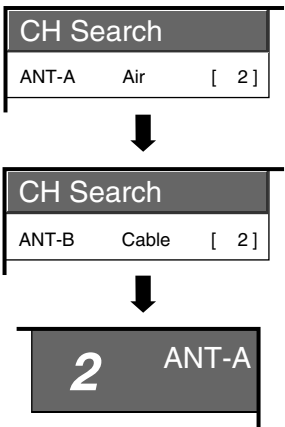 CH Search
ANT-A Air [ 2 ]
CH Search
ANT-B Cable [ 2 ]
2 ANT-A